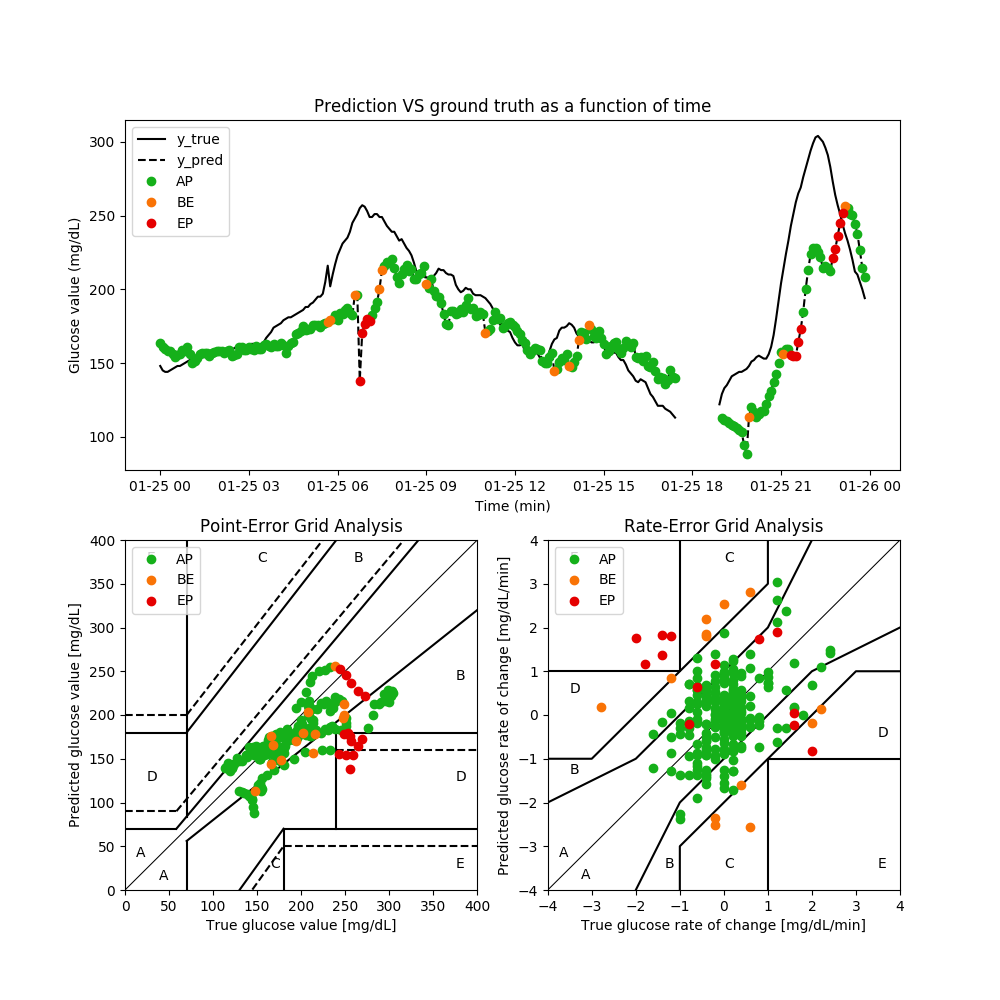 Prediction VS ground truth as a function of time
Glucose value (mg/dL)
300
250
200
150
100
y_true
y_pred
AP
BE
EP
01-25 00 01-25 03 01-25 06 01-25 09 01-25 12 01-25 15 01-25 18 01-25 21 01-26 00
Time (min)
Point-Error Grid Analysis
Predicted glucose value [mg/dL]
400
350
300
250
200
150
100
50
0
AP
BE
EP
C
B
B
D
D
A
A
C
E
0 50 100 150 200 250 300 350 400
True glucose value [mg/dL]
Rate-Error Grid Analysis
Predicted glucose rate of change [mg/dL/min]
4
3
2
1
0
−1
−2
−3
−4
AP
BE
EP
C
D
D
B
A
A
B
C
E
−4 −3 −2 −1 0 1 2 3 4
True glucose rate of change [mg/dL/min]